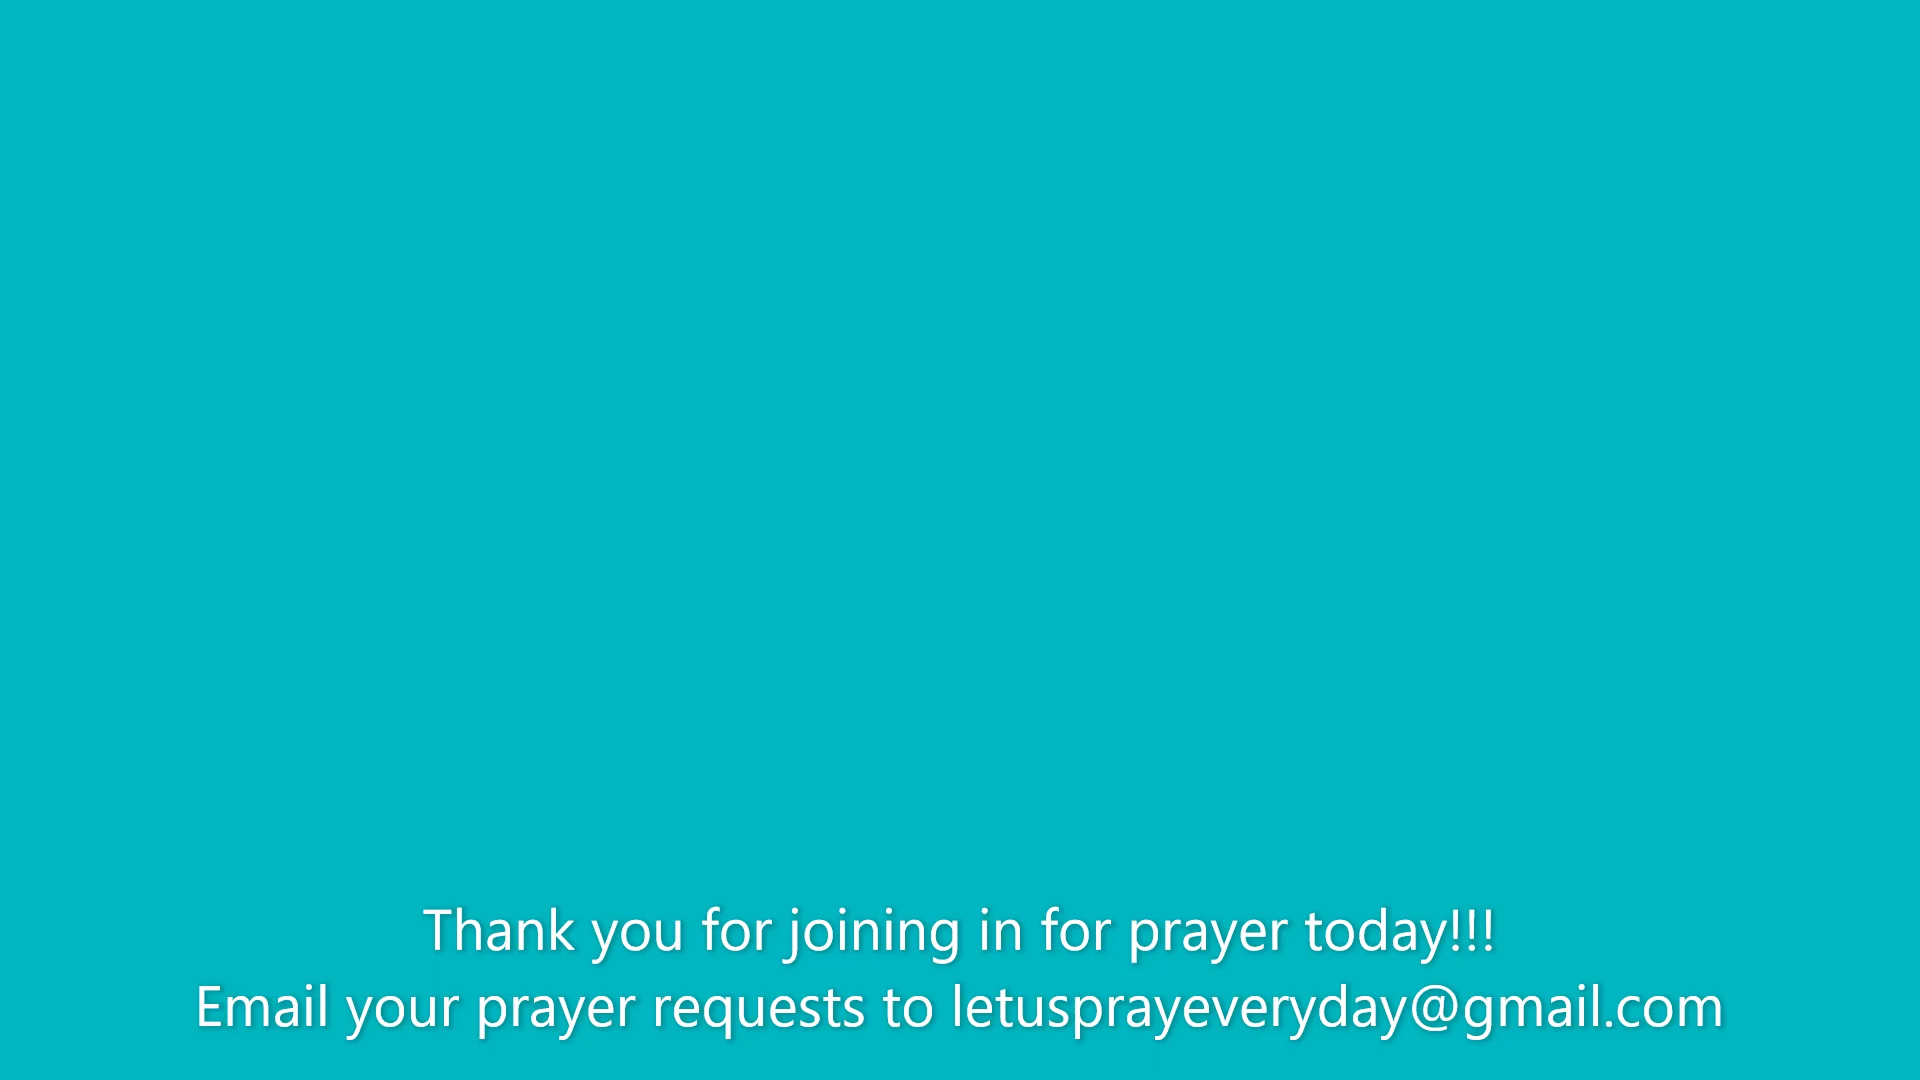 Thank you for joining in for prayer today!!!
Email your prayer requests to letusprayeveryday@gmail.com